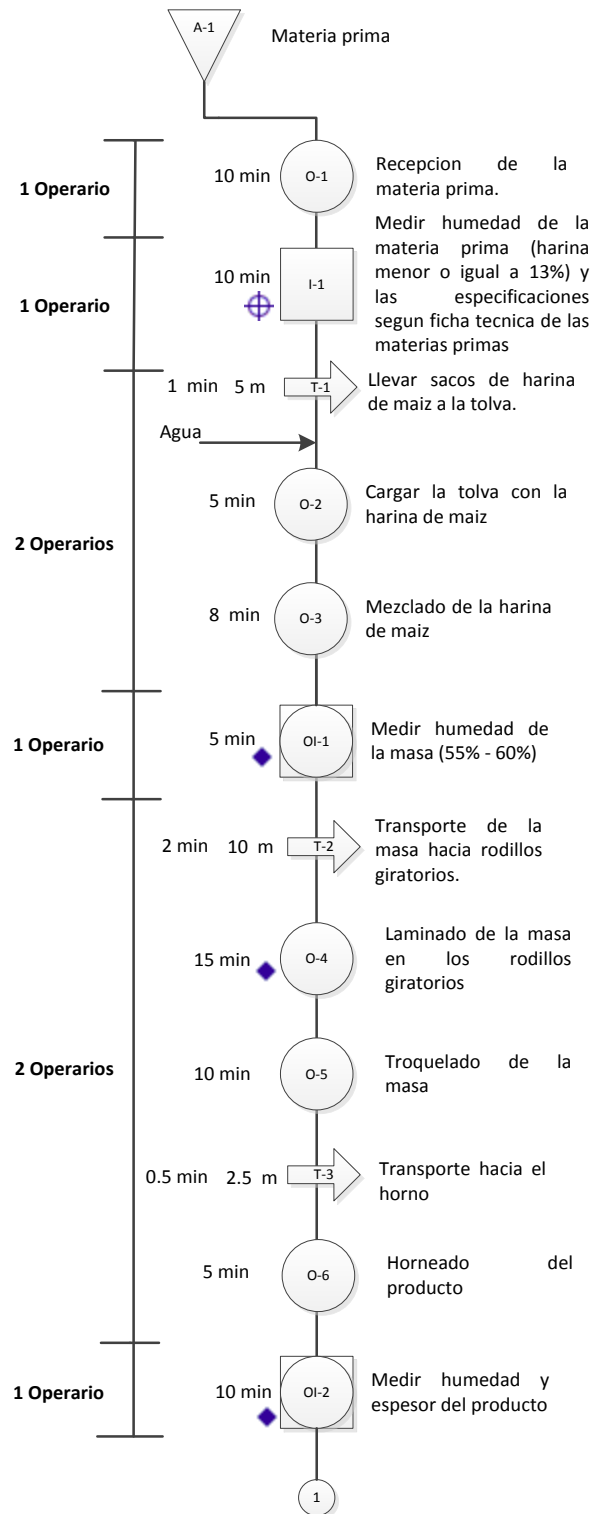 A-1
Materia prima
1 Operario
10 min
O-1
Recepcion de la
materia prima.
1 Operario
10 min
I-1
Medir humedad de la
materia prima (harina
menor o igual a 13%) y
las especificaciones
segun ficha tecnica de las
materias primas
1 min 5 m
T-1
Llevar sacos de harina
de maiz a la tolva.
Agua
2 Operarios
5 min
O-2
Cargar la tolva con la
harina de maiz
8 min
O-3
Mezclado de la harina
de maiz
1 Operario
5 min
OI-1
Medir humedad de
la masa (55% - 60%)
2 min 10 m
T-2
Transporte de la
masa hacia rodillos
giratorios.
15 min
O-4
Laminado de la masa
en los rodillos
giratorios
2 Operarios
10 min
O-5
Troquelado de la
masa
0.5 min 2.5 m
T-3
Transporte hacia el
horno
5 min
O-6
Horneado del
producto
1 Operario
10 min
OI-2
Medir humedad y
espesor del producto
1